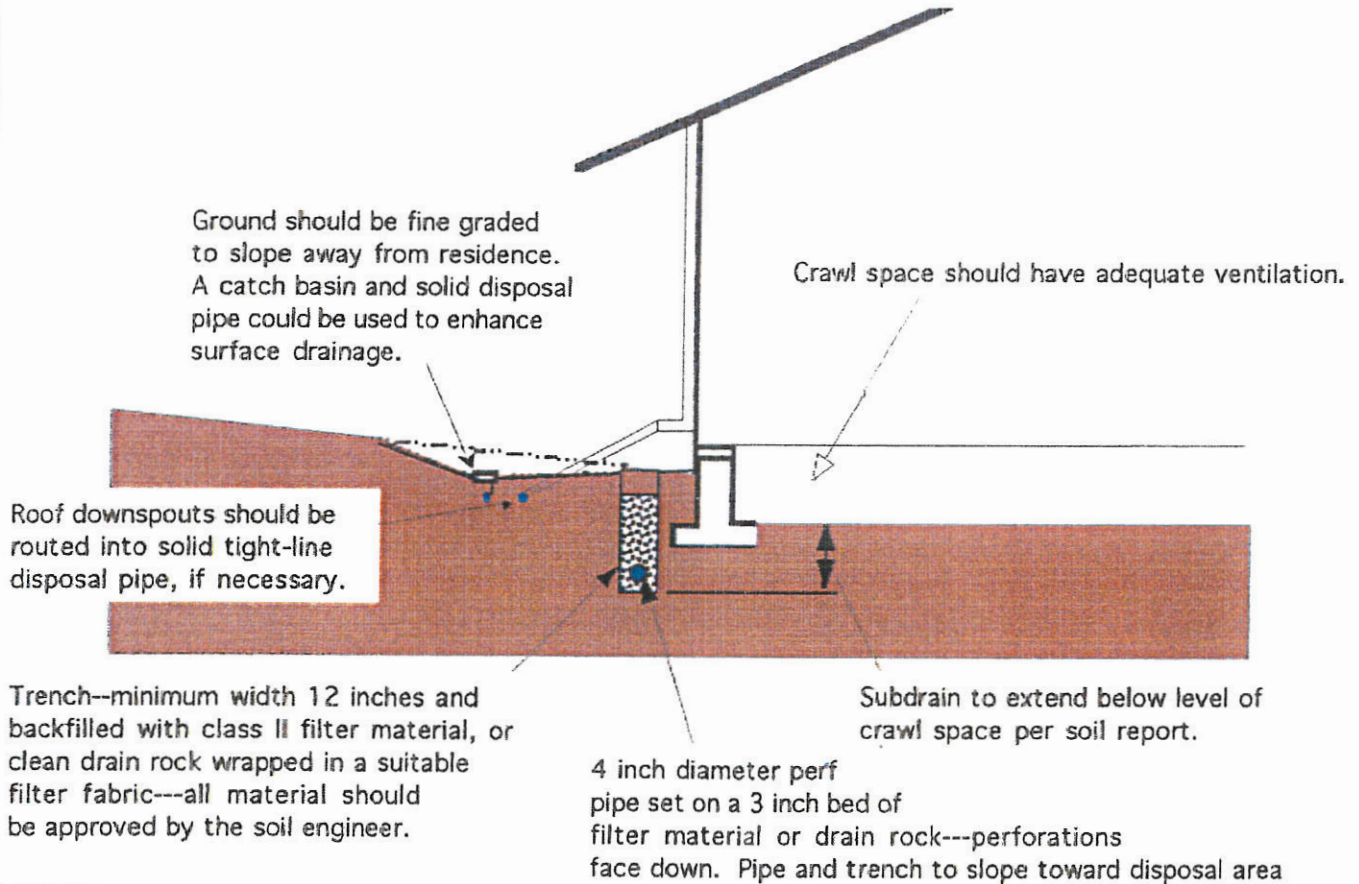 Ground should be fine graded
to slope away from residence.
A catch basin and solid disposal
pipe could be used to enhance
surface drainage.
Crawl space should have adequate ventilation.
Roof downspouts should be
routed into solid tight-line
disposal pipe, if necessary.
Trench--minimum width 12 inches and
backfilled with class II filter material, or
clean drain rock wrapped in a suitable
filter fabric---all material should
be approved by the soil engineer.
Subdrain to extend below level of
crawl space per soil report.
4 inch diameter perf
pipe set on a 3 inch bed of
filter material or drain rock---perforations
face down. Pipe and trench to slope toward disposal area